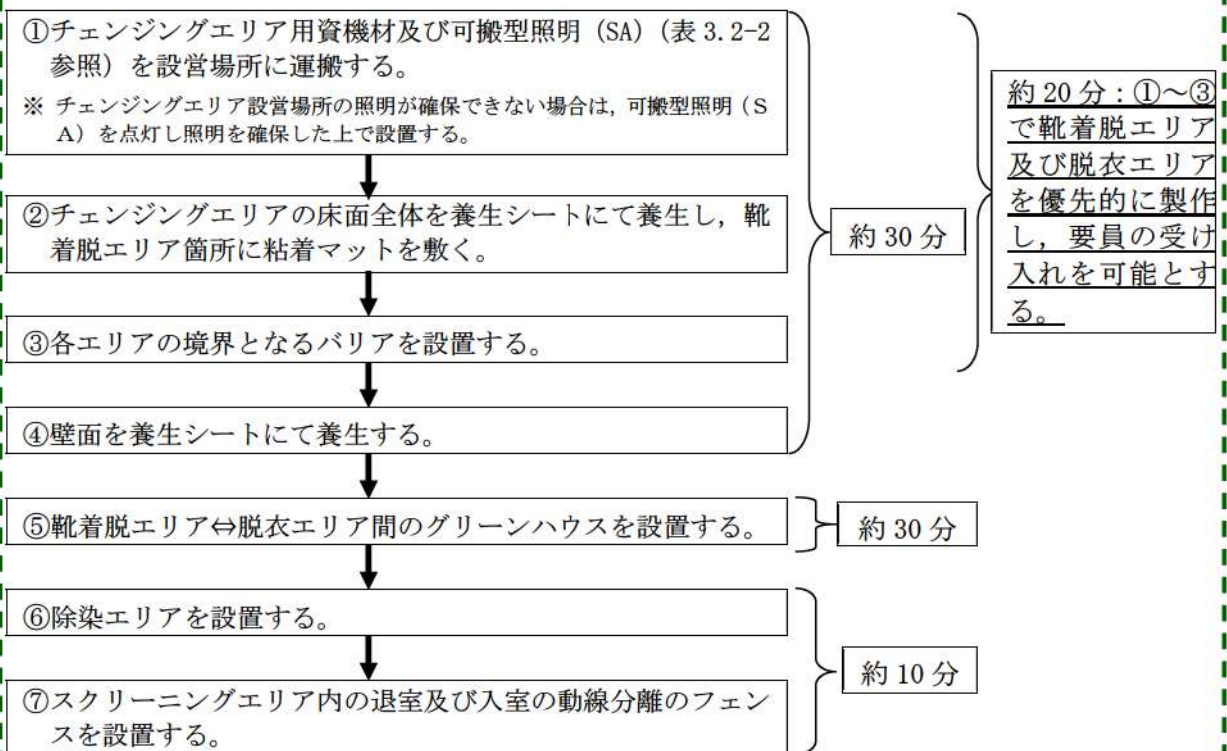 ①チェンジングエリア用資機材及び可搬型照明(SA)(表 3.2-2
参照)を設営場所に運搬する。
※ チェンジングエリア設営場所の照明が確保できない場合は,可搬型照明(S
A)を点灯し照明を確保した上で設置する。
②チェンジングエリアの床面全体を養生シートにて養生し,靴
着脱エリア箇所に粘着マットを敷く。
③各エリアの境界となるバリアを設置する。
④壁面を養生シートにて養生する。
約 30 分
約 20 分:①~③
で靴着脱エリア
及び脱衣エリア
を優先的に製作
し,要員の受け
入れを可能とす
る。
⑤靴着脱エリア⇔脱衣エリア間のグリーンハウスを設置する。
約 30 分
⑥除染エリアを設置する。
⑦スクリーニングエリア内の退室及び入室の動線分離のフェン
スを設置する。
約 10 分